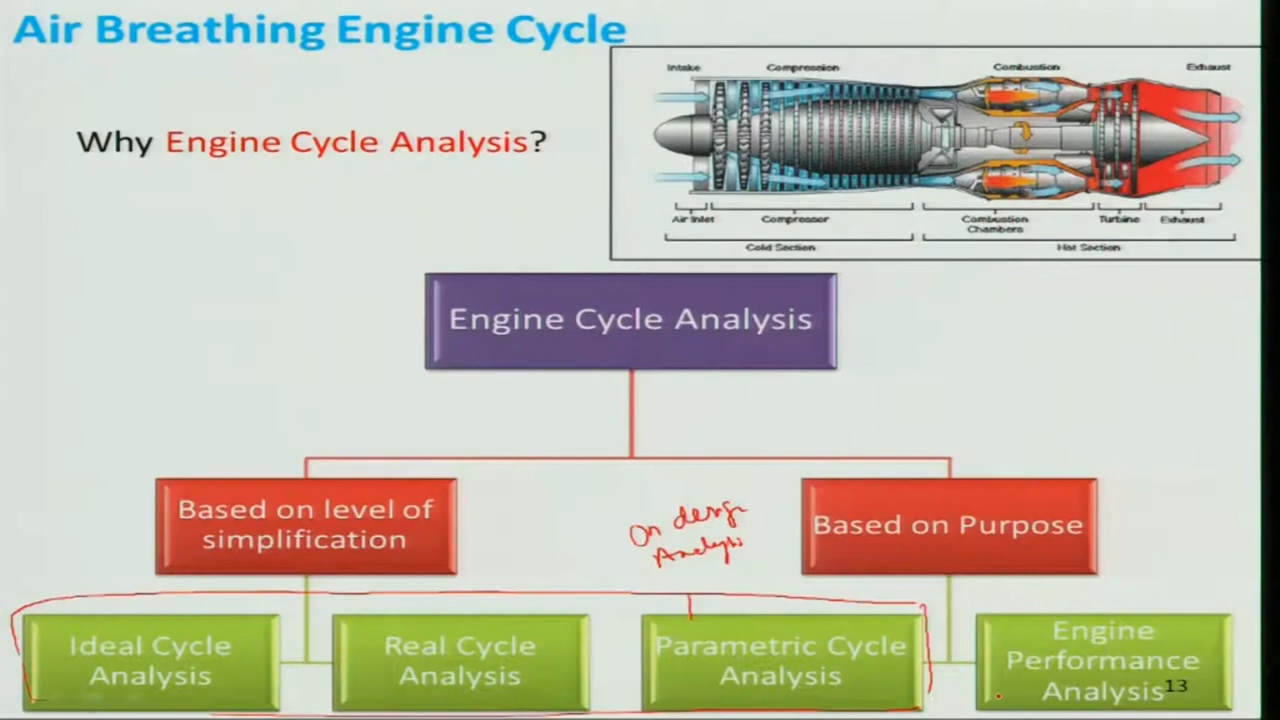 Air Breathing Engine Cycle
Why Engine Cycle Analysis?
Intake Compression Combustion Exhaust
Air Inlet Compressor Combustion Chambers Turbine Exhaust
Cold Section Hot Section
Engine Cycle Analysis
Based on level of
simplification
Based on Purpose
On design
Analysis
Ideal Cycle
Analysis
Real Cycle
Analysis
Parametric Cycle
Analysis
Engine
Performance
Analysis
13